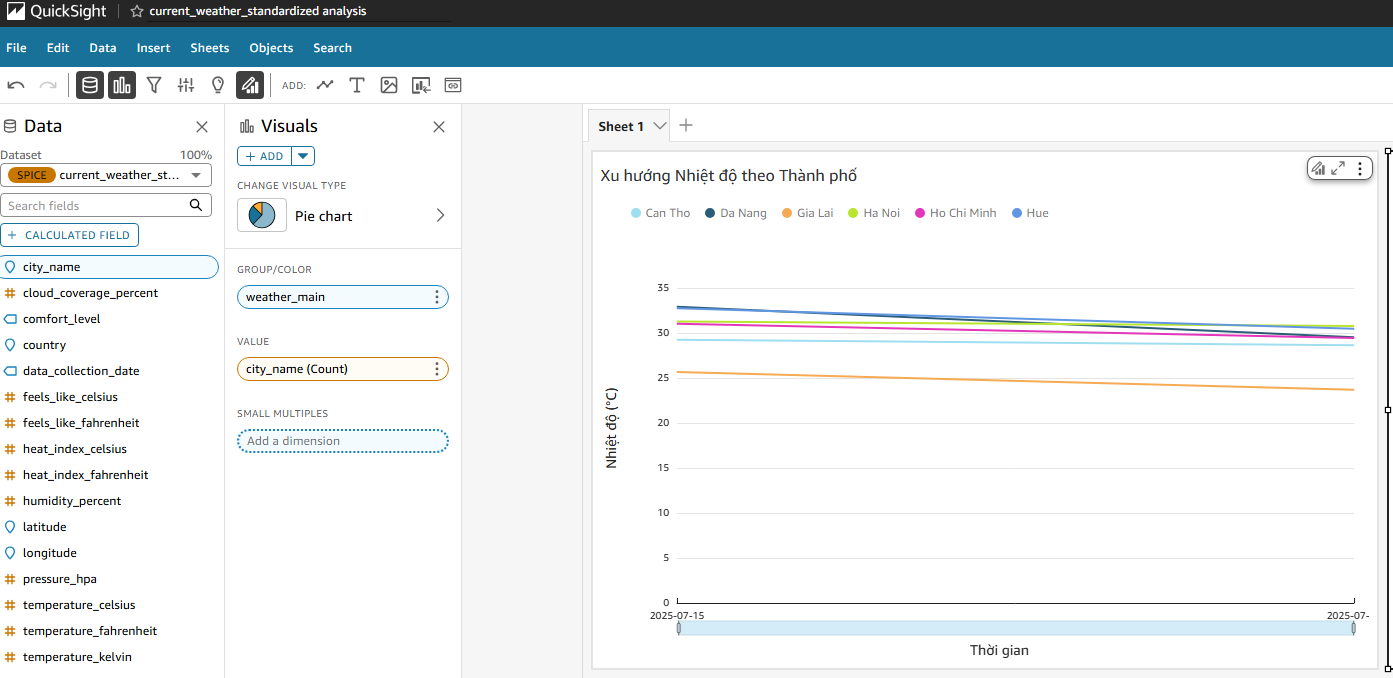 QuickSight
current_weather_standardized analysis
File Edit Data Insert Sheets Objects Search
ADD:
Data
Dataset 100%
SPICE current_weather_st...
Search fields
+ CALCULATED FIELD
city_name
cloud_coverage_percent
comfort_level
country
data_collection_date
feels_like_celsius
feels_like_fahrenheit
heat_index_celsius
heat_index_fahrenheit
humidity_percent
latitude
longitude
pressure_hpa
temperature_celsius
temperature_fahrenheit
temperature_kelvin
Visuals
+ ADD
CHANGE VISUAL TYPE
Pie chart
GROUP/COLOR
weather_main
VALUE
city_name (Count)
SMALL MULTIPLES
Add a dimension
Sheet 1
Xu hướng Nhiệt độ theo Thành phố
Can Tho Da Nang Gia Lai Ha Noi Ho Chi Minh Hue
Nhiệt độ (°C)
35
30
25
20
15
10
5
0
2025-07-15 2025-07-
Thời gian